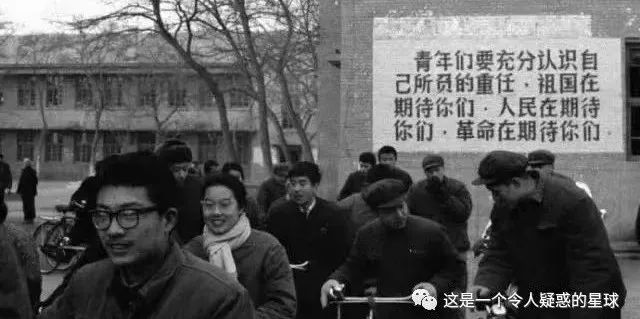 青年们要充分认识自
己所员的重任·祖国在
期待你们·人民在期待
你们·革命在期待你们·
这是一个令人疑惑的星球